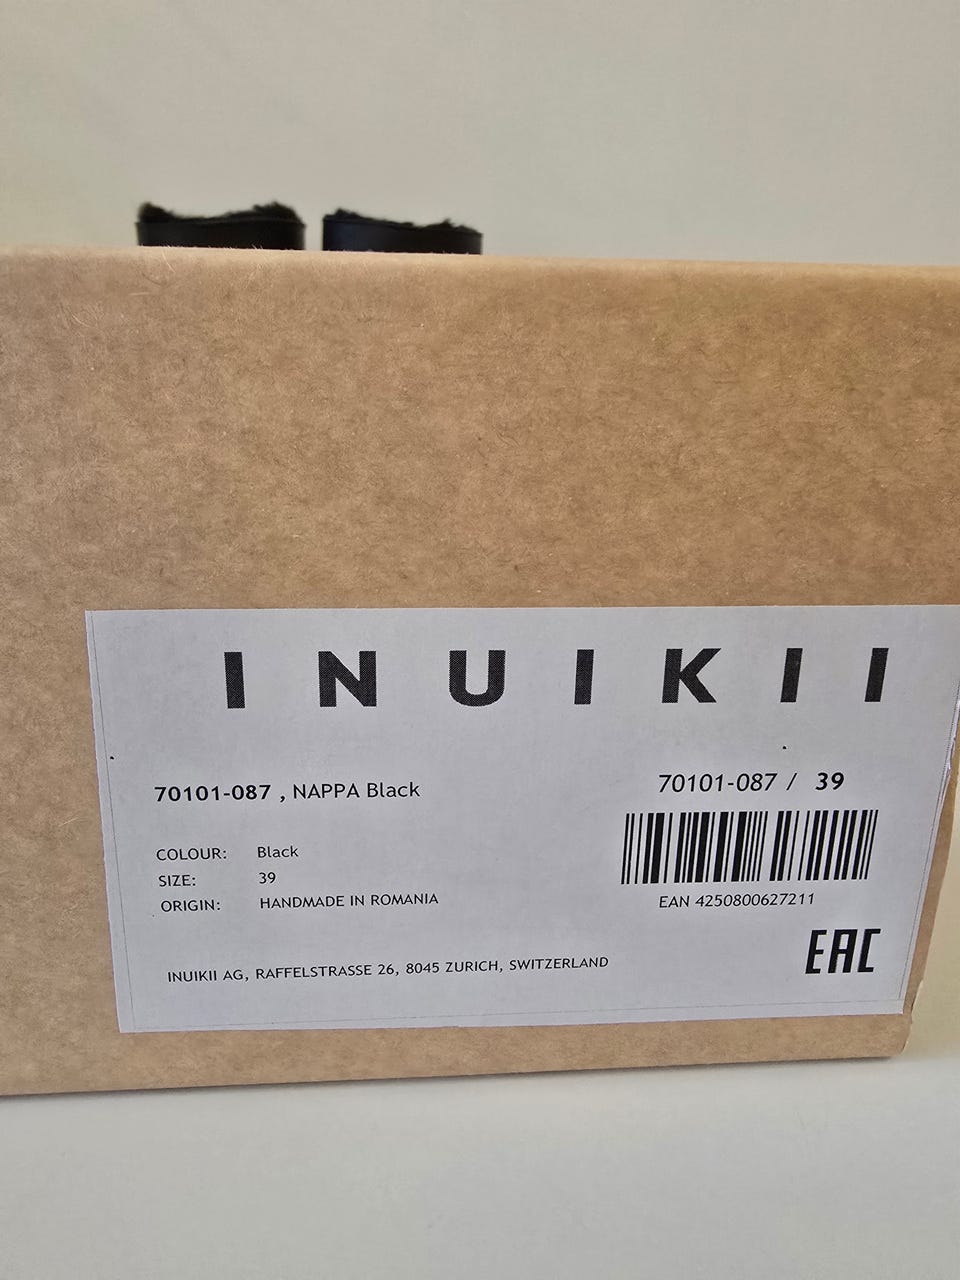 INUIKII
70101-087 , NAPPA Black
70101-087 / 39
COLOUR: Black
SIZE: 39
ORIGIN: HANDMADE IN ROMANIA
EAN 4250800627211
EAC
INUIKII AG, RAFFELSTRASSE 26, 8045 ZURICH, SWITZERLAND